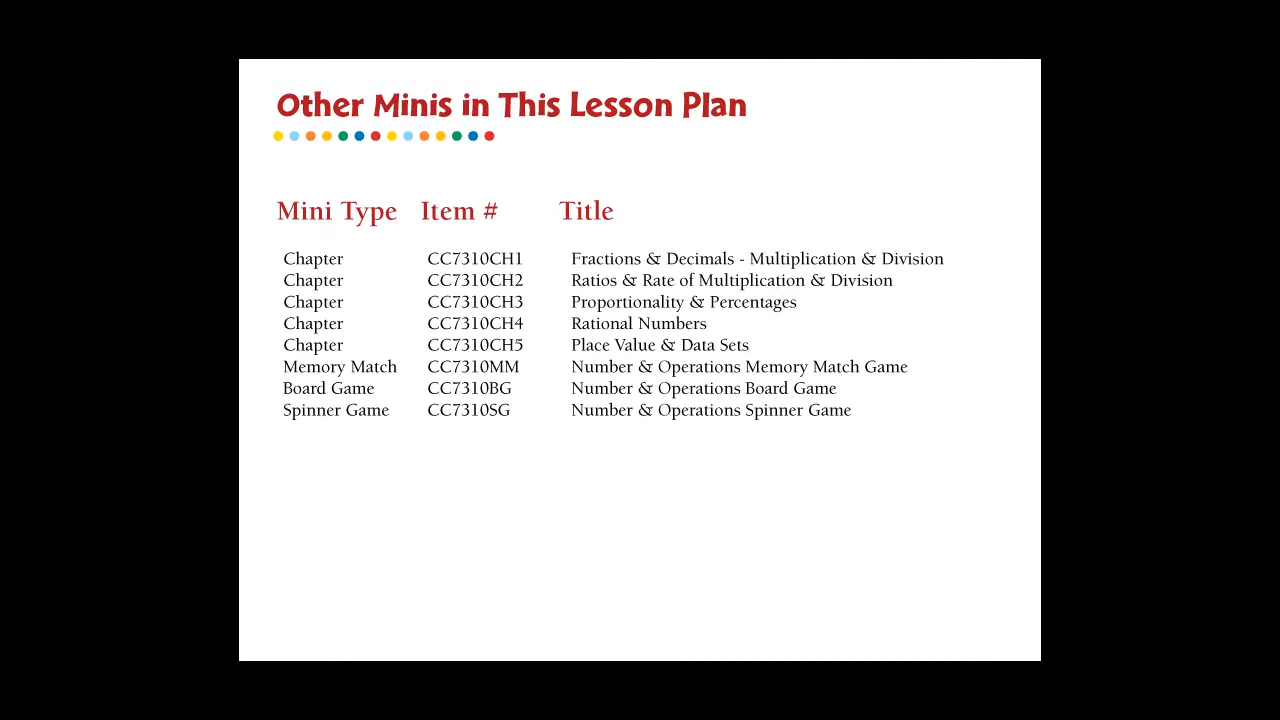 Other Minis in This Lesson Plan
Mini Type Item # Title
Chapter CC7310CH1 Fractions & Decimals - Multiplication & Division
Chapter CC7310CH2 Ratios & Rate of Multiplication & Division
Chapter CC7310CH3 Proportionality & Percentages
Chapter CC7310CH4 Rational Numbers
Chapter CC7310CH5 Place Value & Data Sets
Memory Match CC7310MM Number & Operations Memory Match Game
Board Game CC7310BG Number & Operations Board Game
Spinner Game CC7310SG Number & Operations Spinner Game